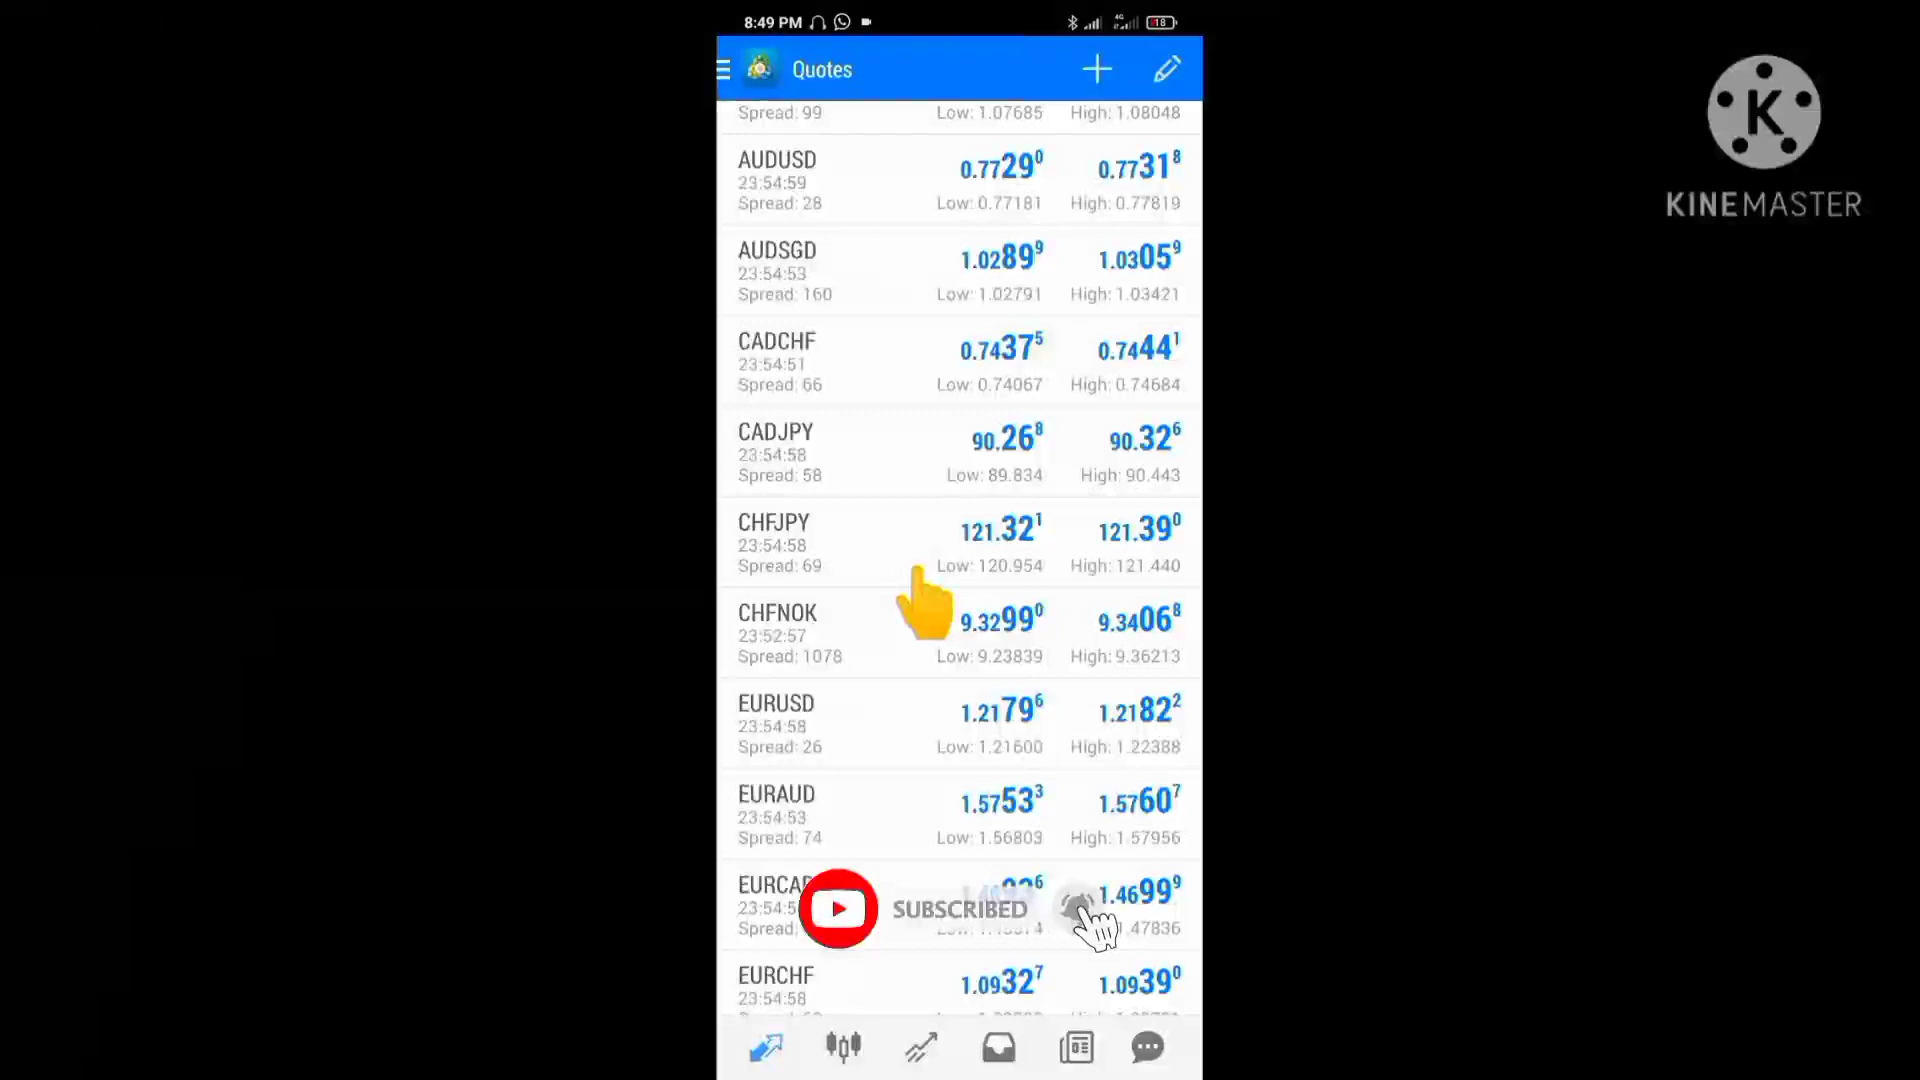 8:49 PM
4G
18
Quotes
KINEMASTER
Spread: 99 Low: 1.07685 High: 1.08048
AUDUSD 0.77290 0.77318
23:54:59
Spread: 28 Low: 0.77181 High: 0.77819
AUDSGD 1.02899 1.03059
23:54:53
Spread: 160 Low: 1.02791 High: 1.03421
CADCHF 0.74375 0.74441
23:54:51
Spread: 66 Low: 0.74067 High: 0.74684
CADJPY 90.268 90.326
23:54:58
Spread: 58 Low: 89.834 High: 90.443
CHFJPY 121.321 121.390
23:54:58
Spread: 69 Low: 120.954 High: 121.440
CHFNOK 9.32990 9.34068
23:52:57
Spread: 1078 Low: 9.23839 High: 9.36213
EURUSD 1.21796 1.21822
23:54:58
Spread: 26 Low: 1.21600 High: 1.22388
EURAUD 1.57533 1.57607
23:54:53
Spread: 74 Low: 1.56803 High: 1.57956
EURCAD 1.46999
SUBSCRIBED
Spread: 1.47836
EURCHF 1.09327 1.09390
23:54:58